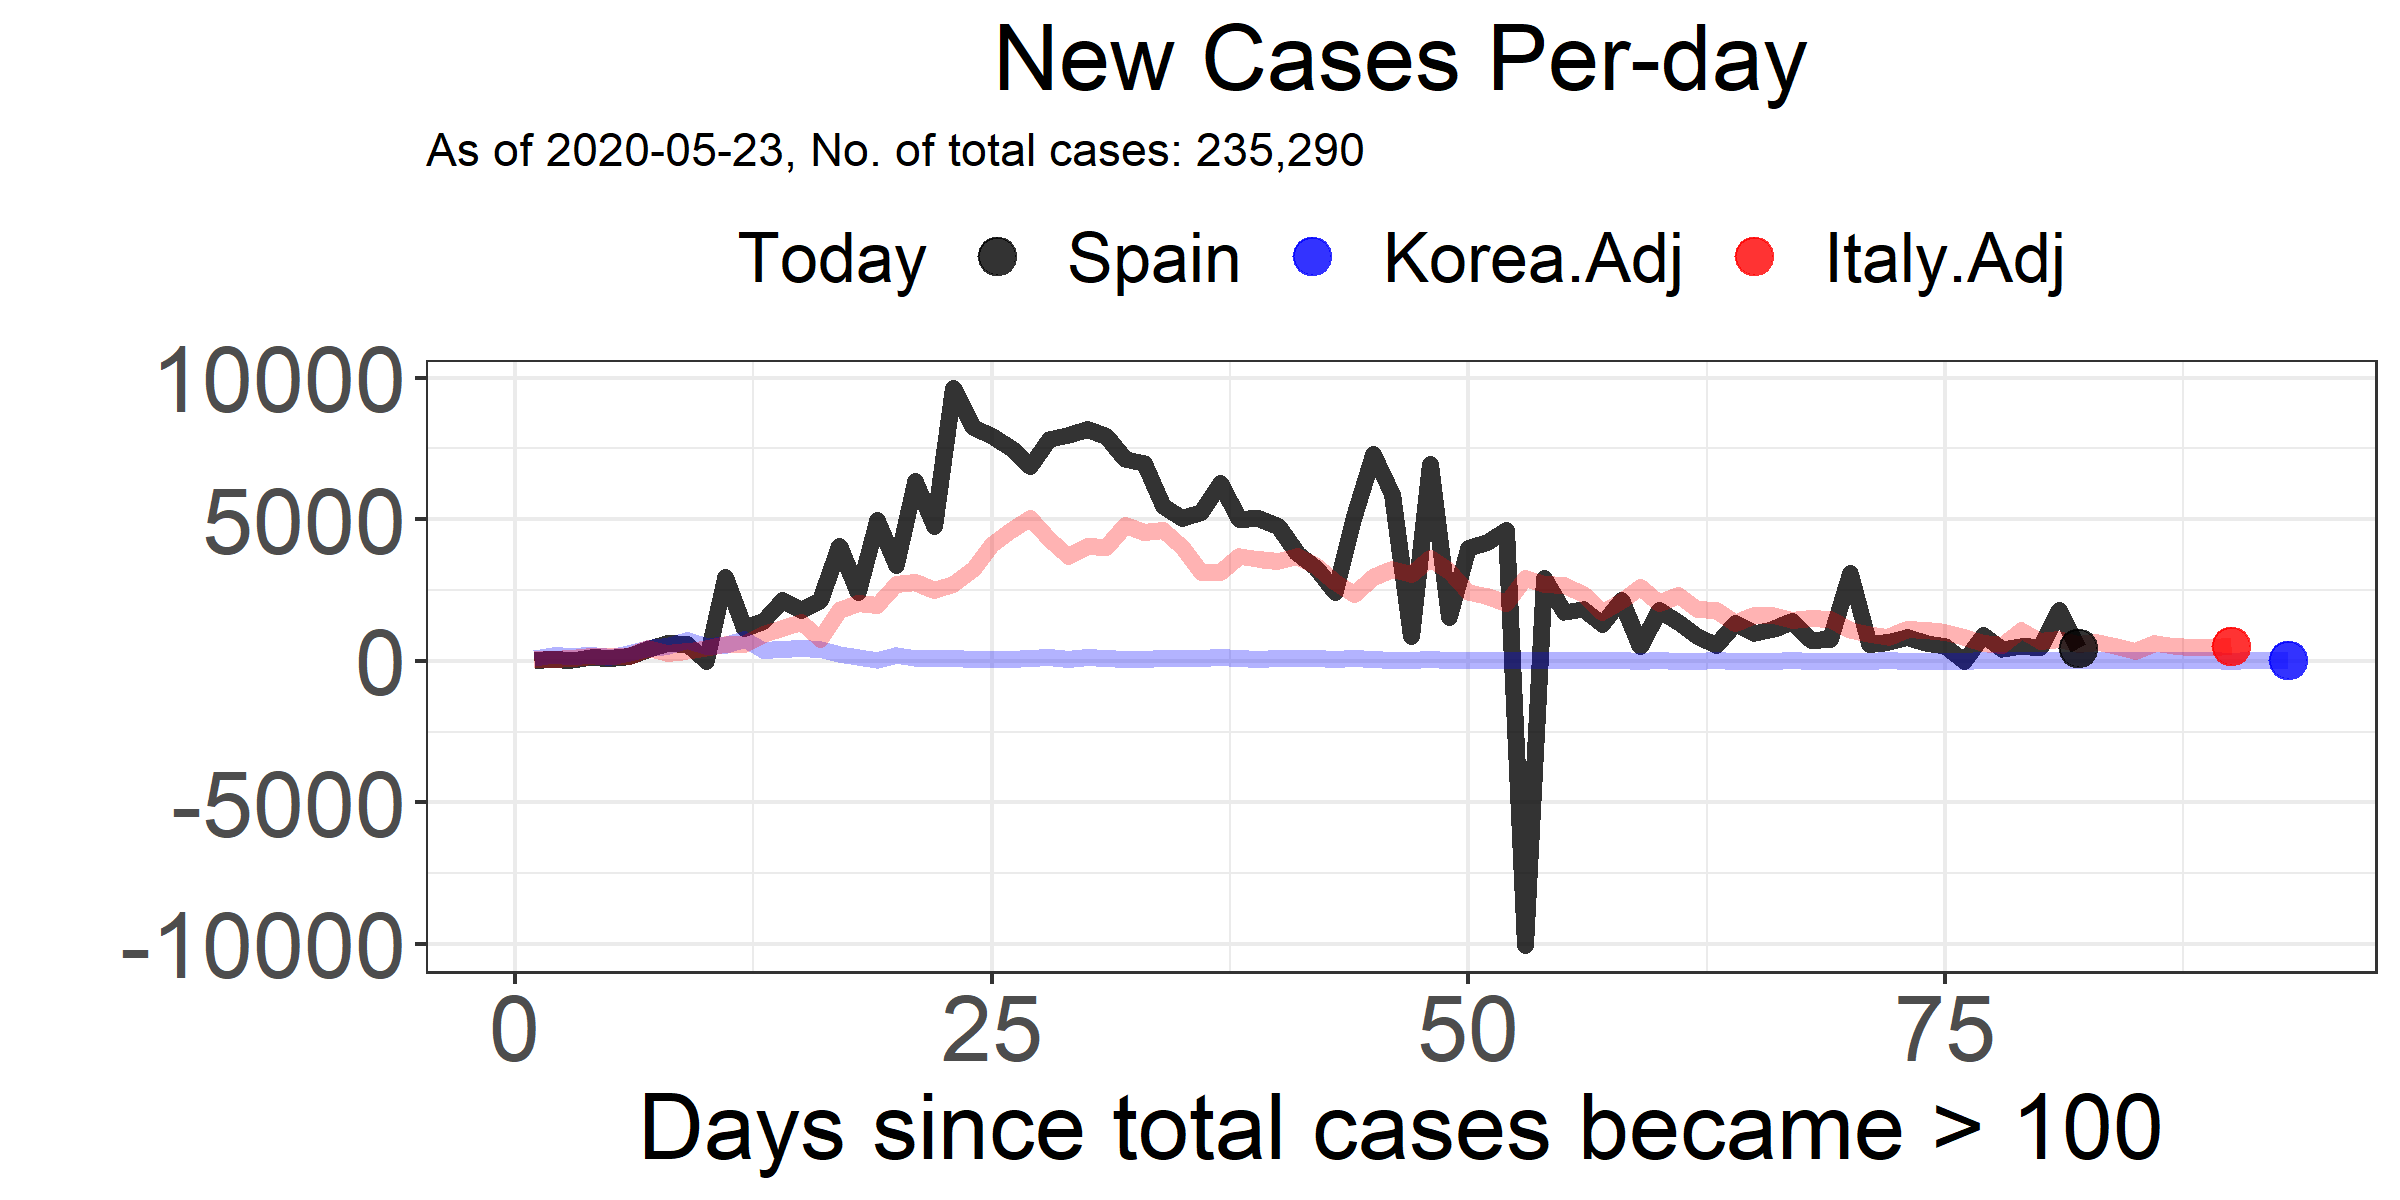 New Cases Per-day
As of 2020-05-23, No. of total cases: 235,290
Today Spain Korea.Adj Italy.Adj
10000
5000
0
-5000
-10000
0 25 50 75
Days since total cases became > 100